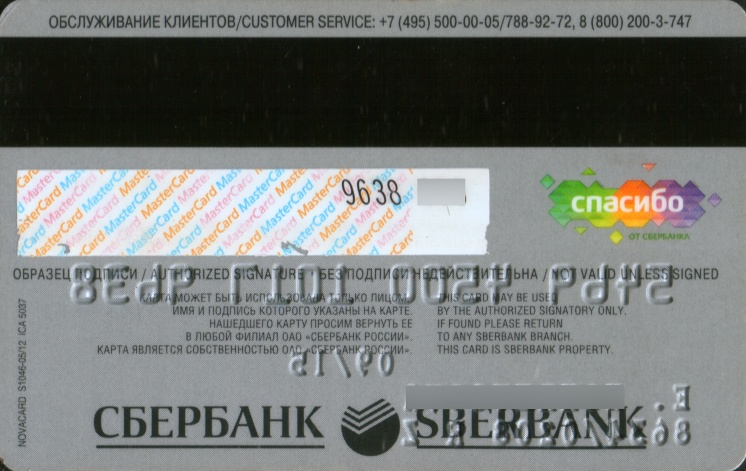 ОБСЛУЖИВАНИЕ КЛИЕНТОВ/CUSTOMER SERVICE: +7 (495) 500-00-05/788-92-72, 8 (800) 200-3-747
9638
спасибо
ОТ СБЕРБАНКА
ОБРАЗЕЦ ПОДПИСИ / AUTHORIZED SIGNATURE БЕЗ ПОДПИСИ НЕДЕЙСТВИТЕЛЬНА / NOT VALID UNLESS SIGNED
КАРТА МОЖЕТ БЫТЬ ИСПОЛЬЗОВАНА ТОЛЬКО ЛИЦОМ,
ИМЯ И ПОДПИСЬ КОТОРОГО УКАЗАНЫ НА КАРТЕ.
НАШЕДШЕГО КАРТУ ПРОСИМ ВЕРНУТЬ ЕЕ
В ЛЮБОЙ ФИЛИАЛ ОАО «СБЕРБАНК РОССИИ».
КАРТА ЯВЛЯЕТСЯ СОБСТВЕННОСТЬЮ ОАО «СБЕРБАНК РОССИИ».
THIS CARD MAY BE USED
BY THE AUTHORIZED SIGNATORY ONLY.
IF FOUND PLEASE RETURN
TO ANY SBERBANK BRANCH.
THIS CARD IS SBERBANK PROPERTY.
NOVACARD S1046-05/12 ICA 5037
СБЕРБАНК SBERBANK